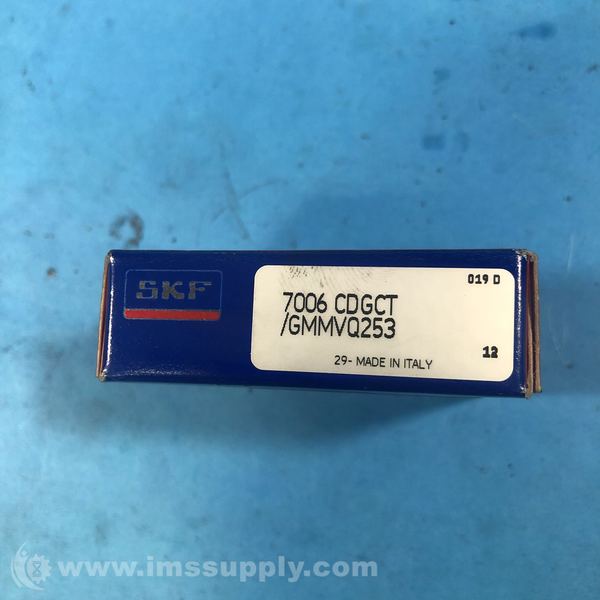 SKF
019 D
7006 CDGCT
/GMMVQ253
12
29- MADE IN ITALY
www.imssupply.com